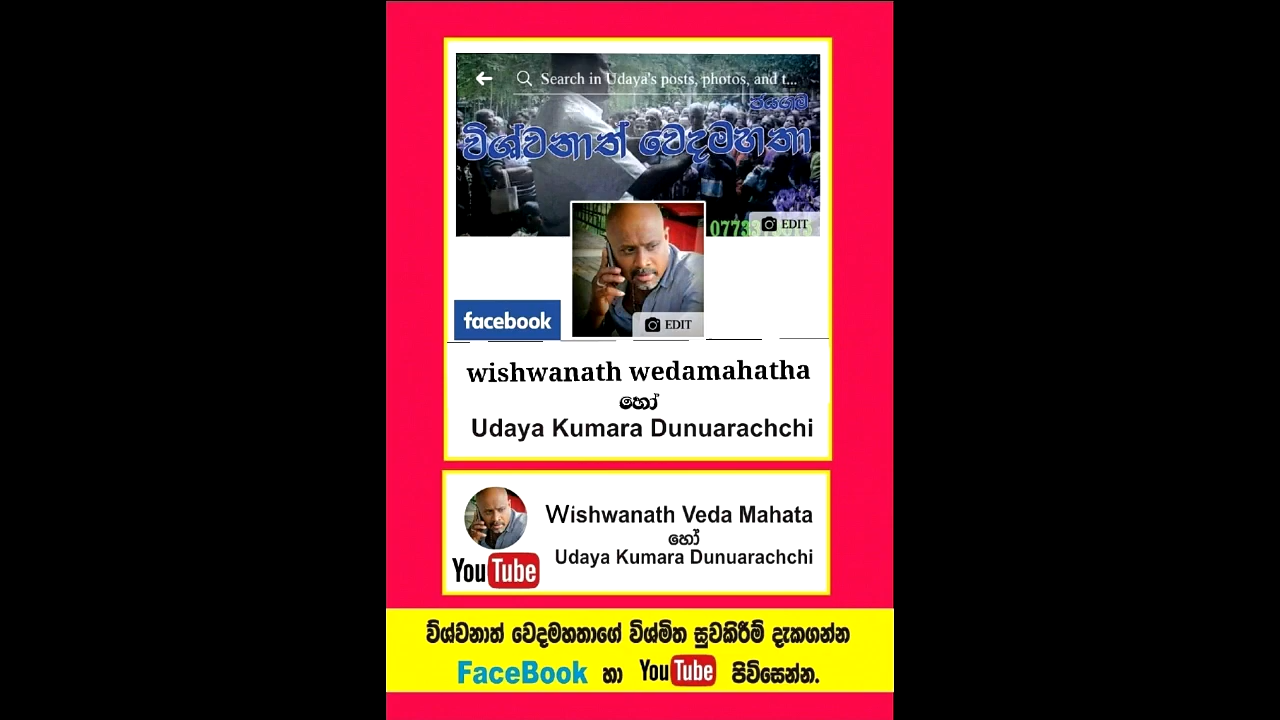 Search in Udaya's posts, photos, and t...
ජයගුම
විශ්වනාත් වෙදමහතා
EDIT
EDIT
facebook
wishwanath wedamahatha
හෝ
Udaya Kumara Dunuarachchi
Wishwanath Veda Mahata
හෝ
Udaya Kumara Dunuarachchi
YouTube
විශ්වනාත් වෙදමහතාගේ විශ්මිත සුවකිරීම් දැකගන්න
FaceBook හා YouTube පිවිසෙන්න.